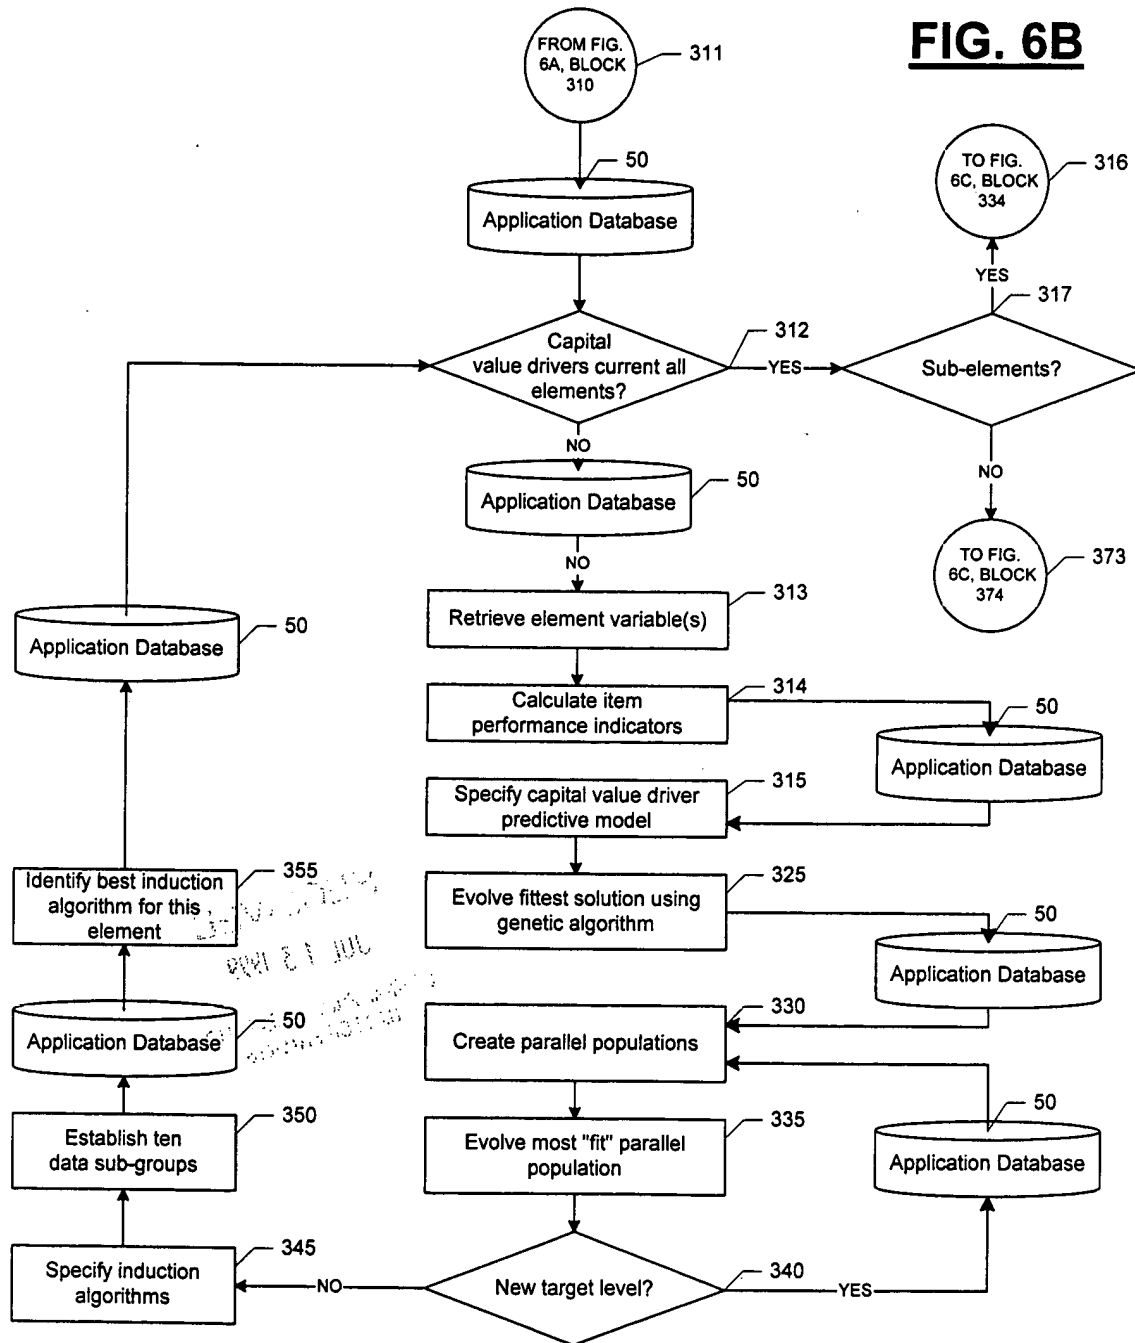 FIG. 6B
FROM FIG.
6A, BLOCK
310
311
50
Application Database
TO FIG.
6C, BLOCK
334
316
YES
317
Capital
value drivers current all
elements?
312
YES
Sub-elements?
NO
50
Application Database
NO
NO
TO FIG.
6C, BLOCK
374
373
50
Application Database
Retrieve element variable(s)
313
Calculate item
performance indicators
314
50
Application Database
Specify capital value driver
predictive model
315
Identify best induction
algorithm for this
element
355
Evolve fittest solution using
genetic algorithm
325
50
Application Database
JUL 13 1999
50
Application Database
Create parallel populations
330
Establish ten
data sub-groups
350
Evolve most "fit" parallel
population
335
50
Application Database
Specify induction
algorithms
345
NO
New target level?
340
YES